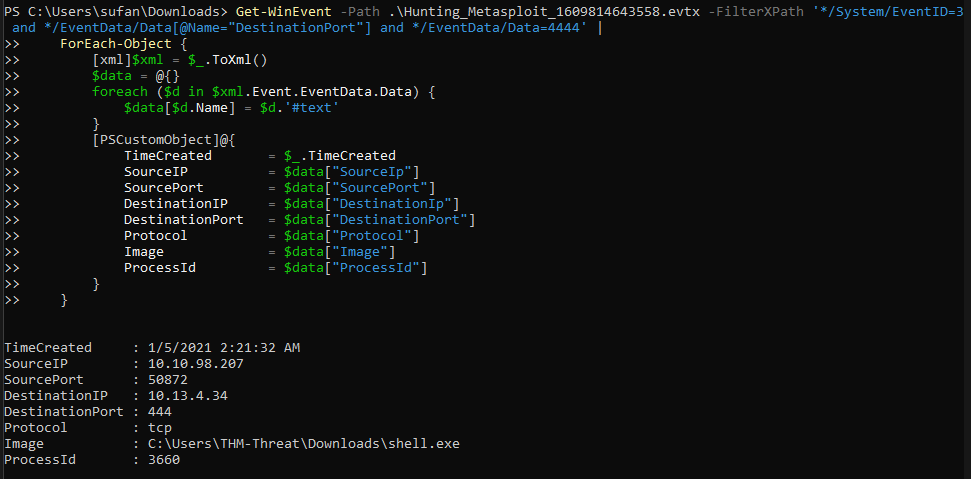 PS C:\Users\sufan\Downloads> Get-WinEvent -Path .\Hunting_Metasploit_1609814643558.evtx -FilterXPath '*/System/EventID=3
 and */EventData/Data[@Name="DestinationPort"] and */EventData/Data=4444' |
>>     ForEach-Object {
>>         [xml]$xml = $_.ToXml()
>>         $data = @{}
>>         foreach ($d in $xml.Event.EventData.Data) {
>>             $data[$d.Name] = $d.'#text'
>>         }
>>         [PSCustomObject]@{
>>             TimeCreated       = $_.TimeCreated
>>             SourceIP          = $data["SourceIp"]
>>             SourcePort        = $data["SourcePort"]
>>             DestinationIP     = $data["DestinationIp"]
>>             DestinationPort   = $data["DestinationPort"]
>>             Protocol          = $data["Protocol"]
>>             Image             = $data["Image"]
>>             ProcessId         = $data["ProcessId"]
>>         }
>>     }
TimeCreated     : 1/5/2021 2:21:32 AM
SourceIP        : 10.10.98.207
SourcePort      : 50872
DestinationIP   : 10.13.4.34
DestinationPort : 444
Protocol        : tcp
Image           : C:\Users\THM-Threat\Downloads\shell.exe
ProcessId       : 3660